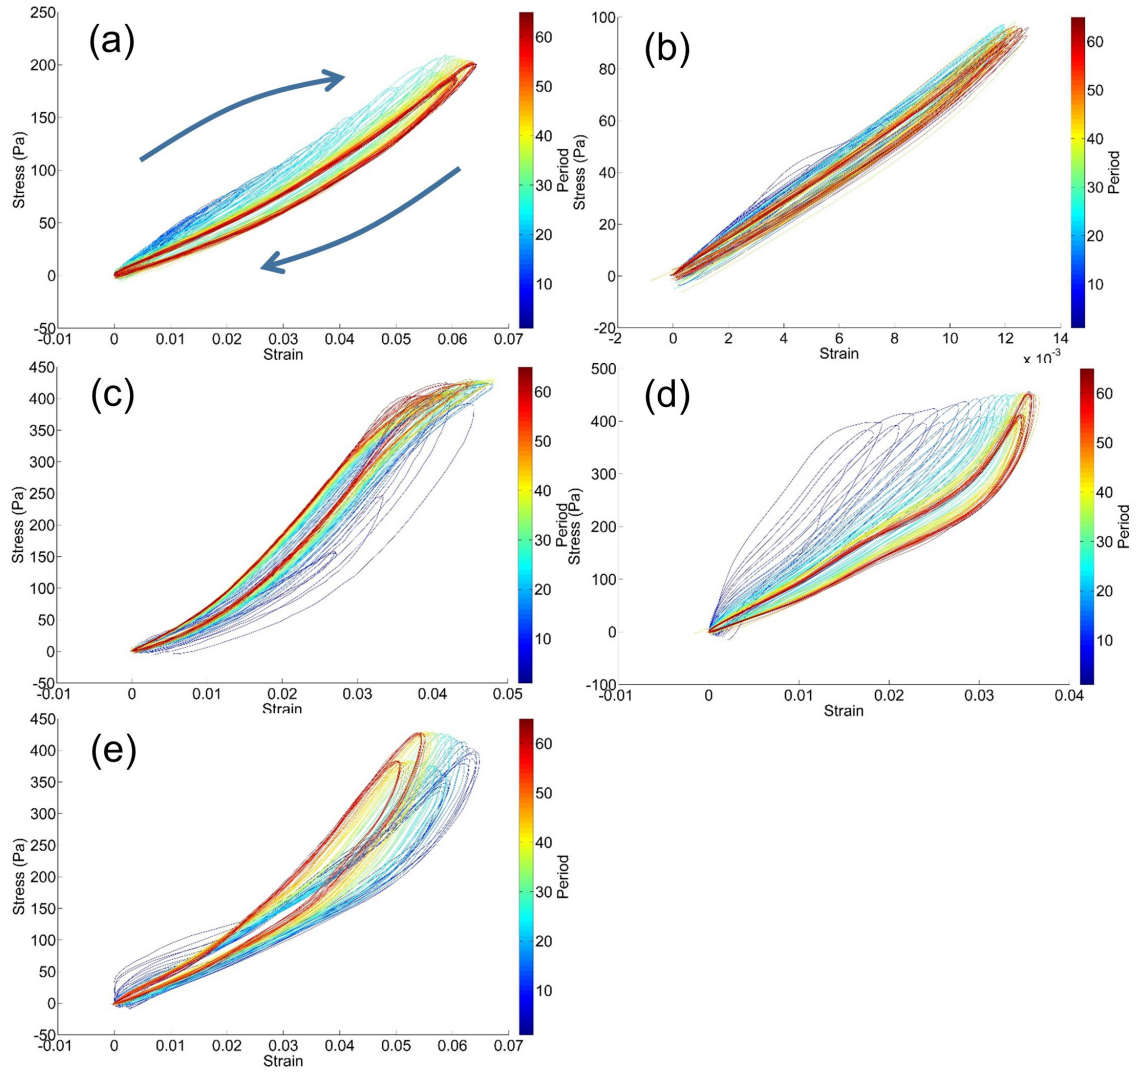 (a)
250
200
150
100
50
0
-50
-0.01 0 0.01 0.02 0.03 0.04 0.05 0.06 0.07
Stress (Pa)
Strain
60
50
40
30
20
10
Period
(b)
100
80
60
40
20
0
-20
-2 0 2 4 6 8 10 12 14
x 10⁻³
Stress (Pa)
Strain
60
50
40
30
20
10
Period
(c)
450
400
350
300
250
200
150
100
50
0
-50
-0.01 0 0.01 0.02 0.03 0.04 0.05
Stress (Pa)
Strain
60
50
40
30
20
10
Period
(d)
500
400
300
200
100
0
-100
-0.01 0 0.01 0.02 0.03 0.04
Stress (Pa)
Strain
60
50
40
30
20
10
Period
(e)
450
400
350
300
250
200
150
100
50
0
-50
-0.01 0 0.01 0.02 0.03 0.04 0.05 0.06 0.07
Stress (Pa)
Strain
60
50
40
30
20
10
Period